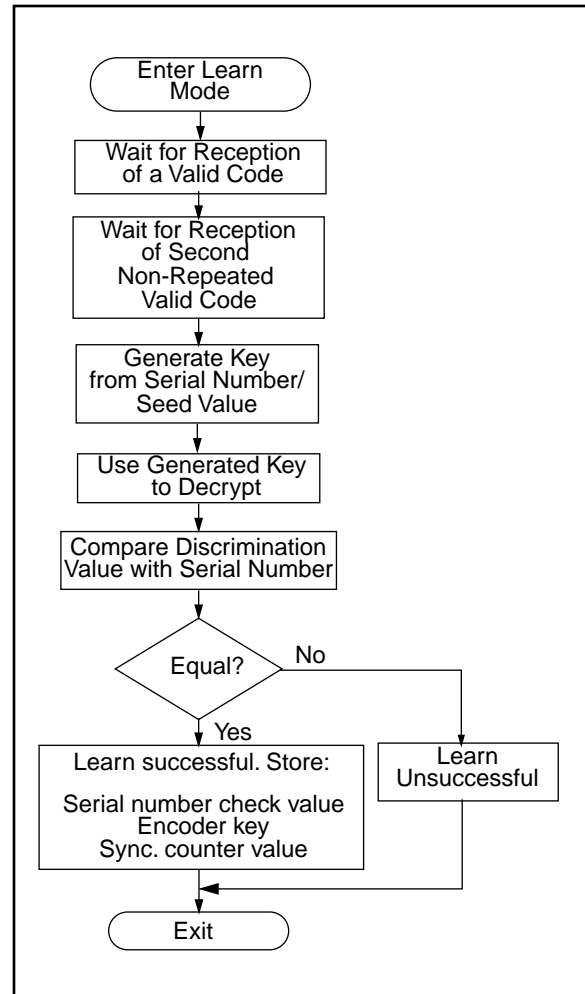 Enter Learn
Mode
Wait for Reception
of a Valid Code
Wait for Reception
of Second
Non-Repeated
Valid Code
Generate Key
from Serial Number/
Seed Value
Use Generated Key
to Decrypt
Compare Discrimination
Value with Serial Number
Equal?
No
Yes
Learn successful. Store:
Serial number check value
Encoder key
Sync. counter value
Learn
Unsuccessful
Exit